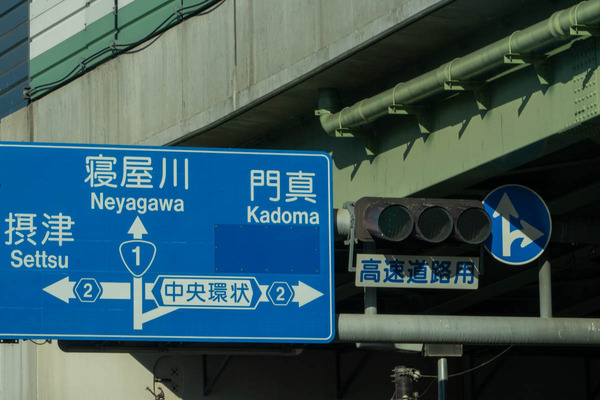 寝屋川
Neyagawa
門真
Kadoma
摂津
Settsu
1
2
中央環状
2
高速道路用